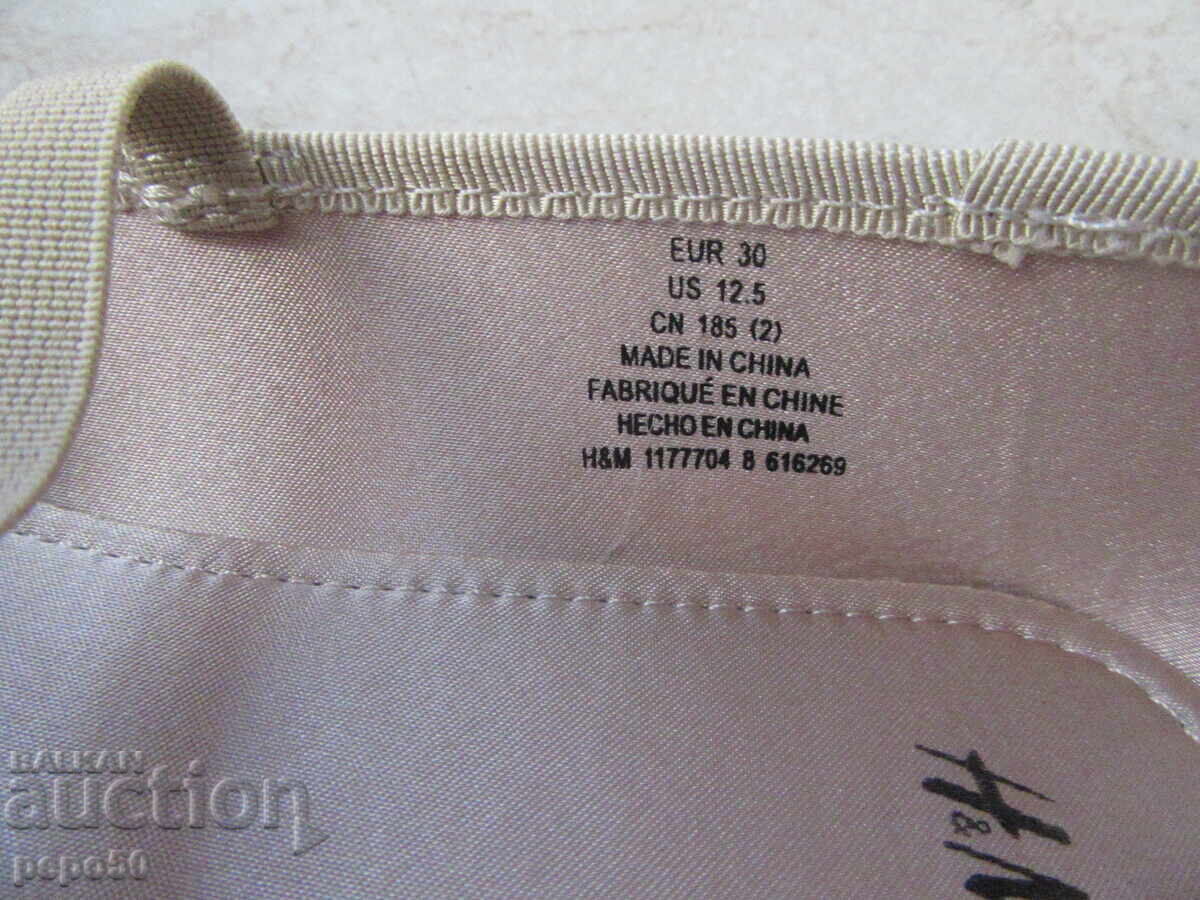 EUR 30
US 12.5
CN 185 (2)
MADE IN CHINA
FABRIQUÉ EN CHINE
HECHO EN CHINA
H&M 1177704 8 616269
H&M
BALKAN
auction
pepo50